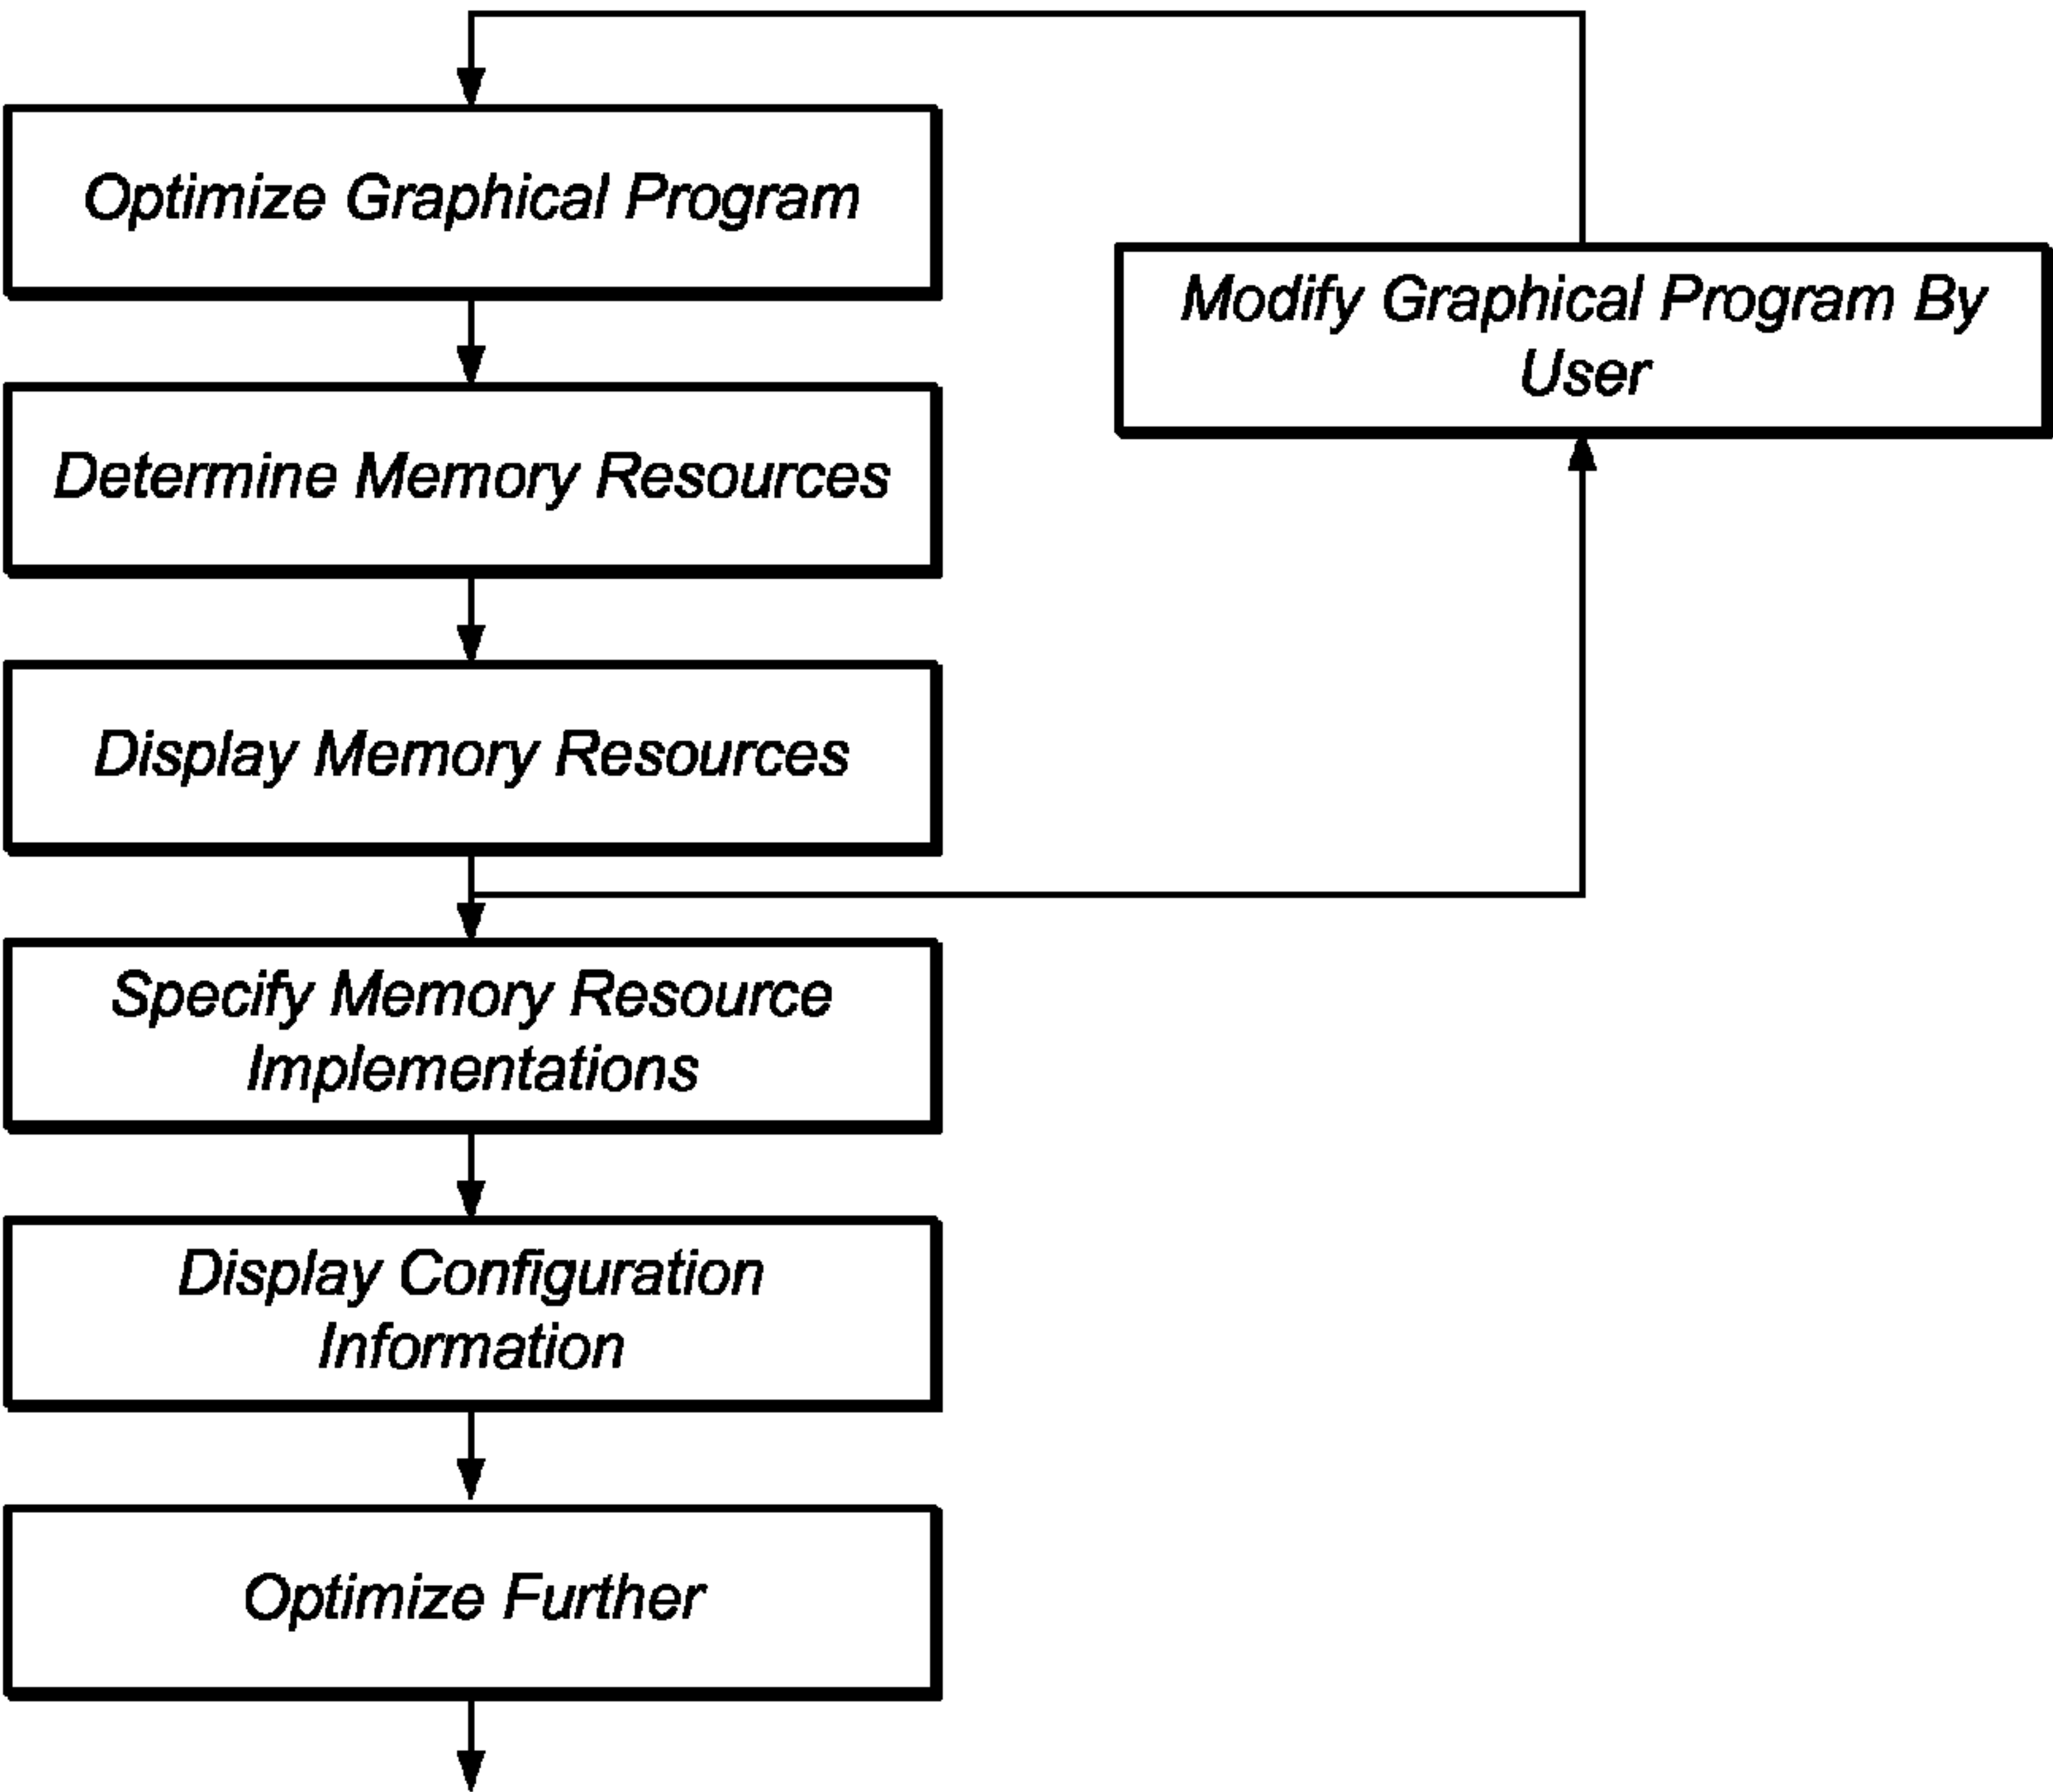 Optimize Graphical Program
Modify Graphical Program By
User
Determine Memory Resources
Display Memory Resources
Specify Memory Resource
Implementations
Display Configuration
Information
Optimize Further